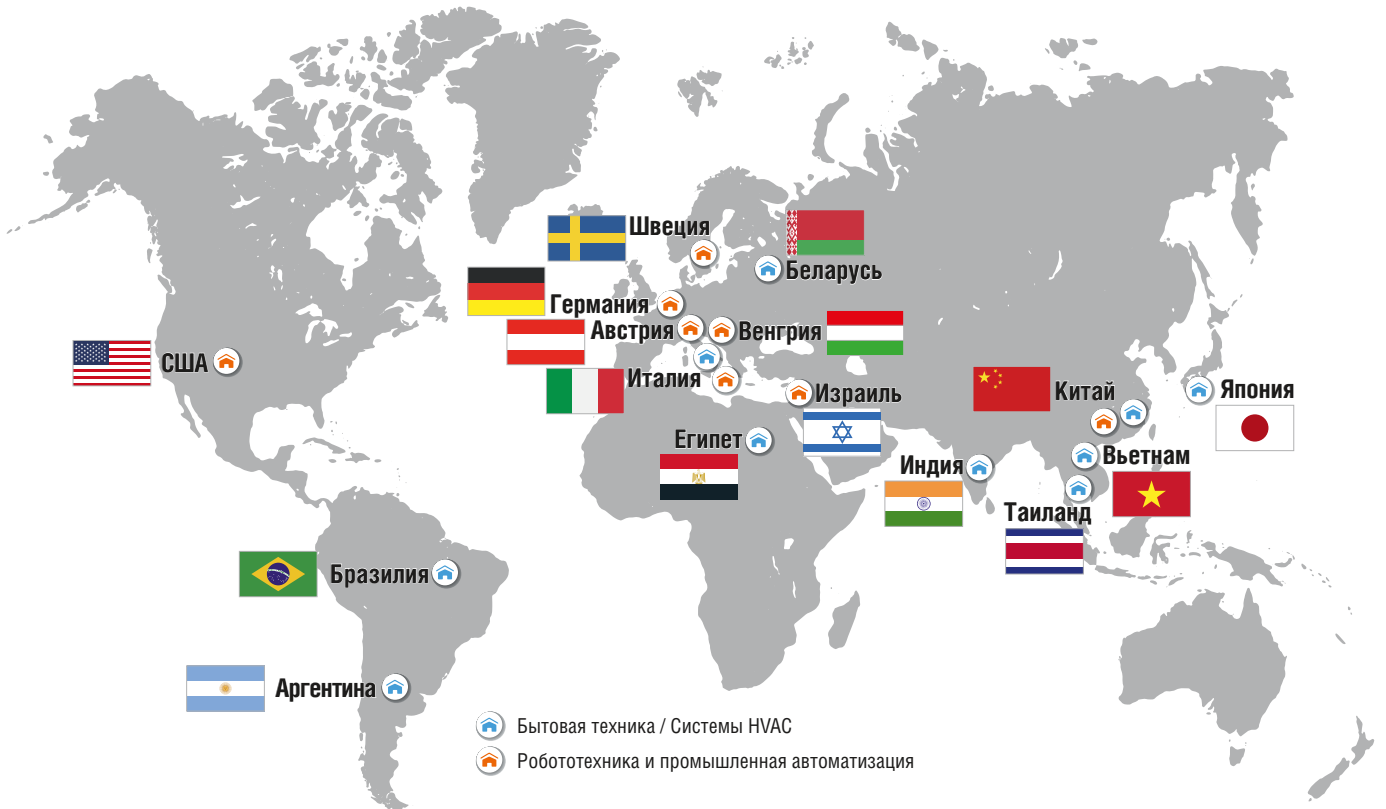 Швеция
Беларусь
Германия
Австрия
Венгрия
США
Италия
Израиль
Китай
Япония
Египет
Индия
Вьетнам
Таиланд
Бразилия
Аргентина
Бытовая техника / Системы HVAC
Робототехника и промышленная автоматизация